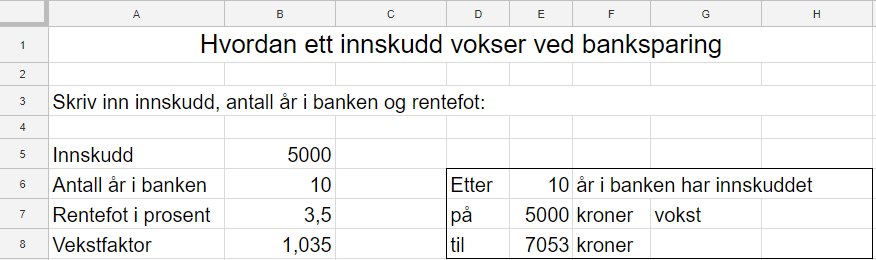 A B C D E F G H
1 Hvordan ett innskudd vokser ved banksparing
2
3 Skriv inn innskudd, antall år i banken og rentefot:
4
5 Innskudd 5000
6 Antall år i banken 10 Etter 10 år i banken har innskuddet
7 Rentefot i prosent 3,5 på 5000 kroner vokst
8 Vekstfaktor 1,035 til 7053 kroner